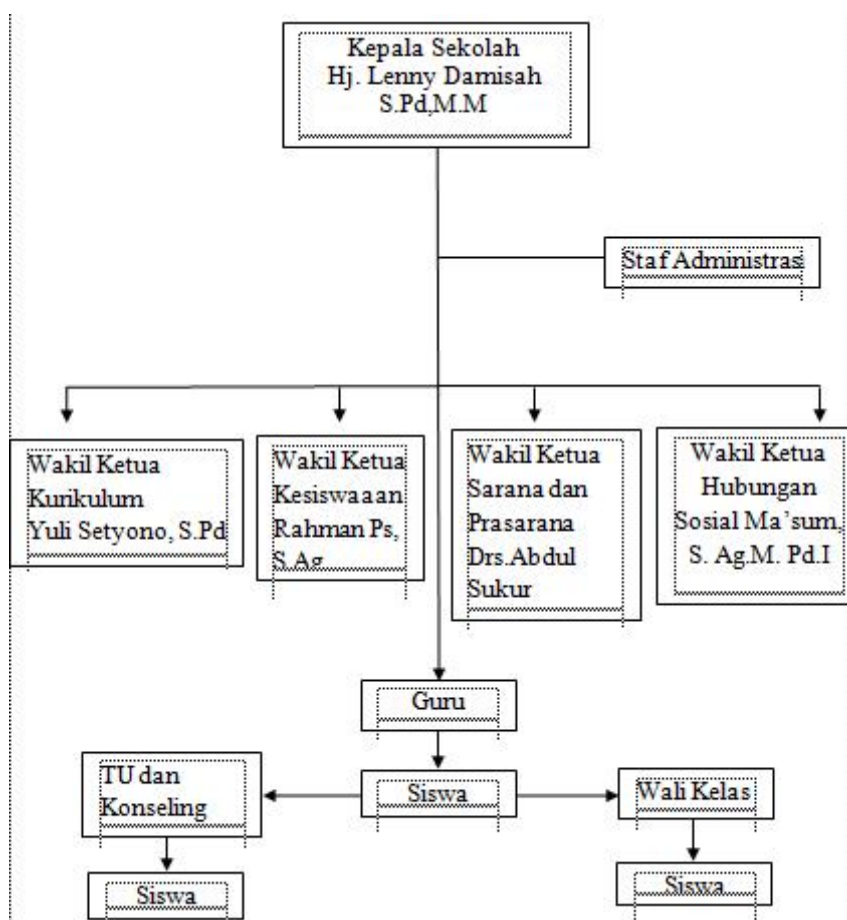 Kepala Sekolah
Hj. Lenny Damisah
S.Pd,M.M
Staf Administras
Wakil Ketua
Kurikulum
Yuli Setyono, S.Pd
Wakil Ketua
Kesiswaaan
Rahman Ps,
S.Ag
Wakil Ketua
Sarana dan
Prasarana
Drs.Abdul
Sukur
Wakil Ketua
Hubungan
Sosial Ma’sum,
S. Ag.M. Pd.I
Guru
TU dan
Konseling
Siswa
Wali Kelas
Siswa
Siswa